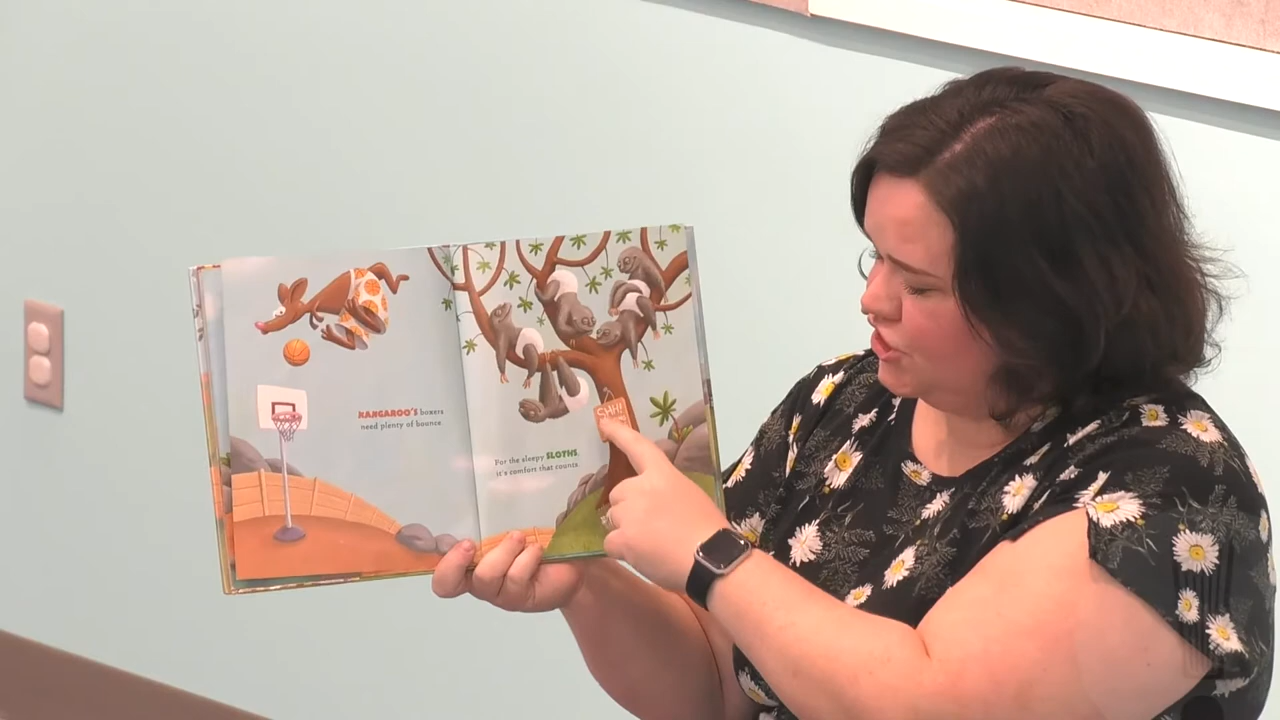 KANGAROO'S boxers
need plenty of bounce.
For the sleepy SLOTHS,
it's comfort that counts.
SHH!